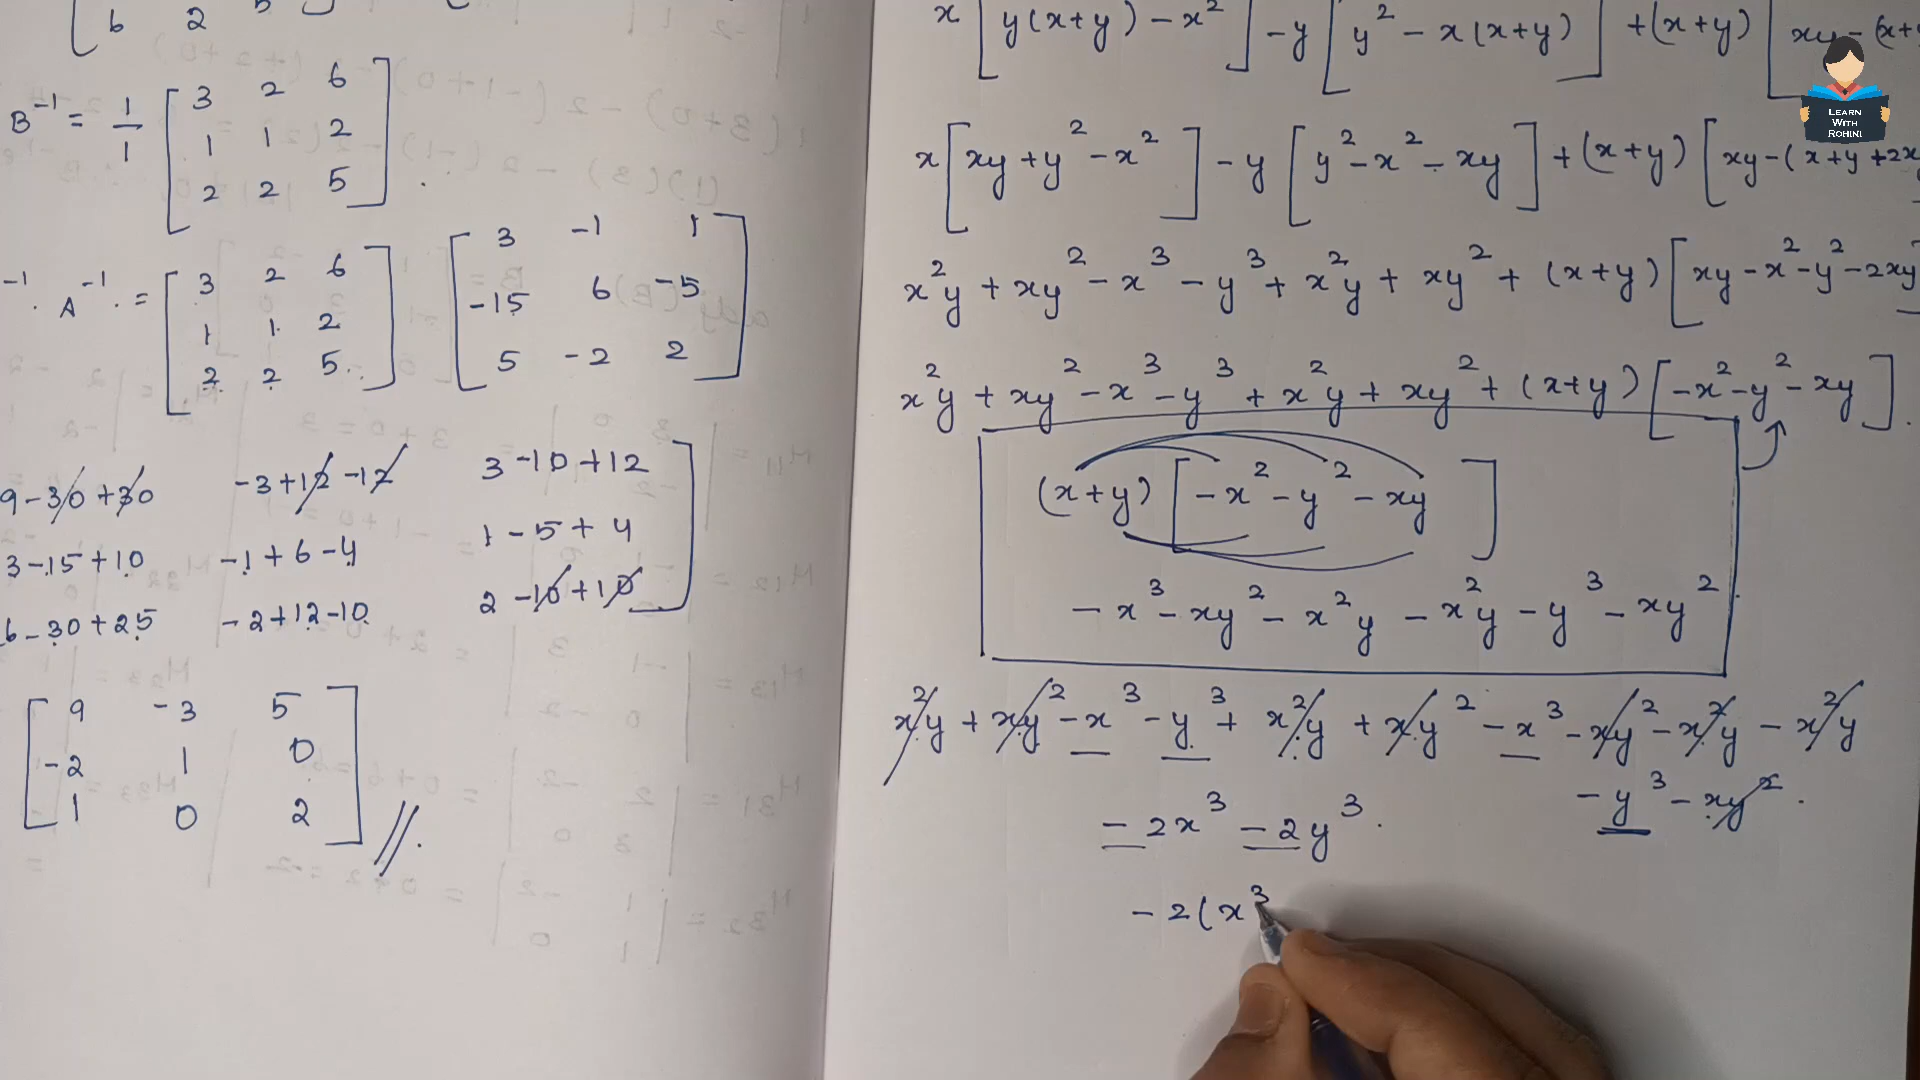 6 2 5
B⁻¹ = 1/1 [ 3 2 6
1 1 2
2 2 5 ] .
⁻¹ . A⁻¹ . = [ 3 2 6
1 1 2
2 2 5 ] [ 3 -1 1
-15 6 -5
5 -2 2 ]
9 - 30 + 30 -3 + 12 - 12 3 - 10 + 12
3 - 15 + 10 -1 + 6 - 4 1 - 5 + 4
6 - 30 + 25 -2 + 12 - 10 2 - 10 + 10 ]
[ 9 -3 5
-2 1 0
1 0 2 ] //.
x [ y(x+y) - x² ] - y [ y² - x(x+y) ] + (x+y) [ xy - (x+y
x [ xy + y² - x² ] - y [ y² - x² - xy ] + (x+y) [ xy - (x+y+2x
x²y + xy² - x³ - y³ + x²y + xy² + (x+y) [ xy - x² - y² - 2xy ]
x²y + xy² - x³ - y³ + x²y + xy² + (x+y) [ -x² - y² - xy ] .
(x+y) [ -x² - y² - xy ]
- x³ - xy² - x²y - x²y - y³ - xy²
x²y + xy² - x³ - y³ + x²y + xy² - x³ - xy² - x²y - x²y
- y³ - xy² .
- 2x³ - 2y³ .
- 2(x³
LEARN
WITH
ROHINI